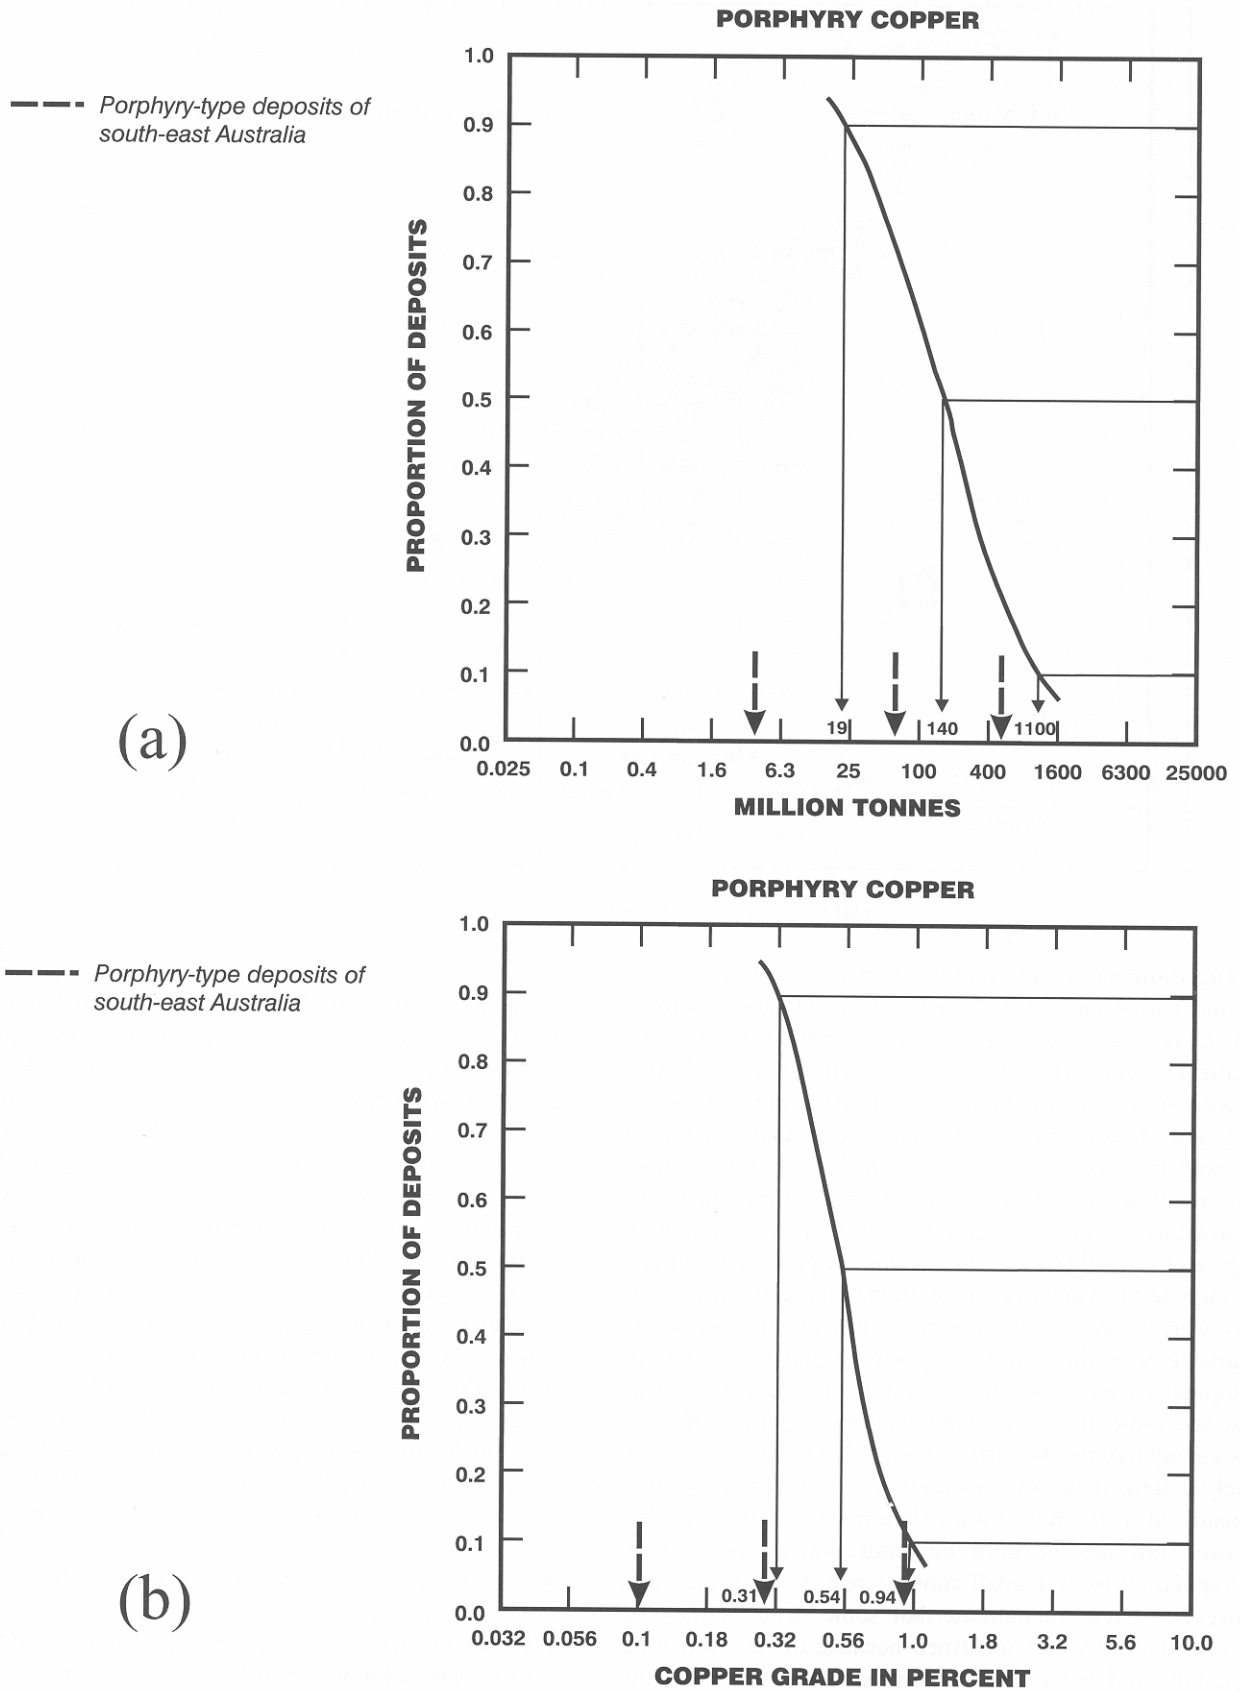 PORPHYRY COPPER
Porphyry-type deposits of
south-east Australia
PROPORTION OF DEPOSITS
1.0
0.9
0.8
0.7
0.6
0.5
0.4
0.3
0.2
0.1
0.0
19 140 1100
0.025 0.1 0.4 1.6 6.3 25 100 400 1600 6300 25000
MILLION TONNES
(a)
PORPHYRY COPPER
Porphyry-type deposits of
south-east Australia
PROPORTION OF DEPOSITS
1.0
0.9
0.8
0.7
0.6
0.5
0.4
0.3
0.2
0.1
0.0
0.31 0.54 0.94
0.032 0.056 0.1 0.18 0.32 0.56 1.0 1.8 3.2 5.6 10.0
COPPER GRADE IN PERCENT
(b)